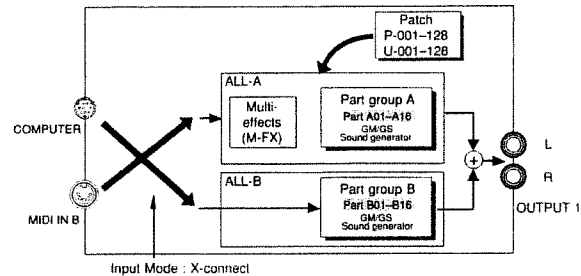 Patch
P-001–128
U-001–128
ALL-A
Multi-
effects
(M-FX)
Part group A
Part A01–A16
GM/GS
Sound generator
COMPUTER
L
+
R
ALL-B
Part group B
Part B01–B16
GM/GS
Sound generator
MIDI IN B
OUTPUT 1
Input Mode : X-connect